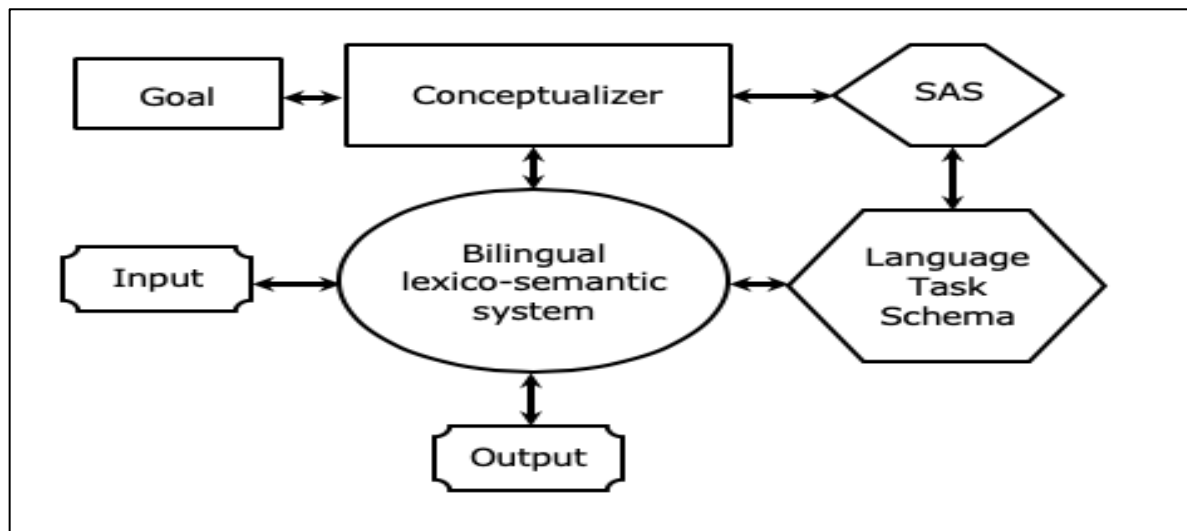 Goal
Conceptualizer
SAS
Input
Bilingual
lexico-semantic
system
Language
Task
Schema
Output